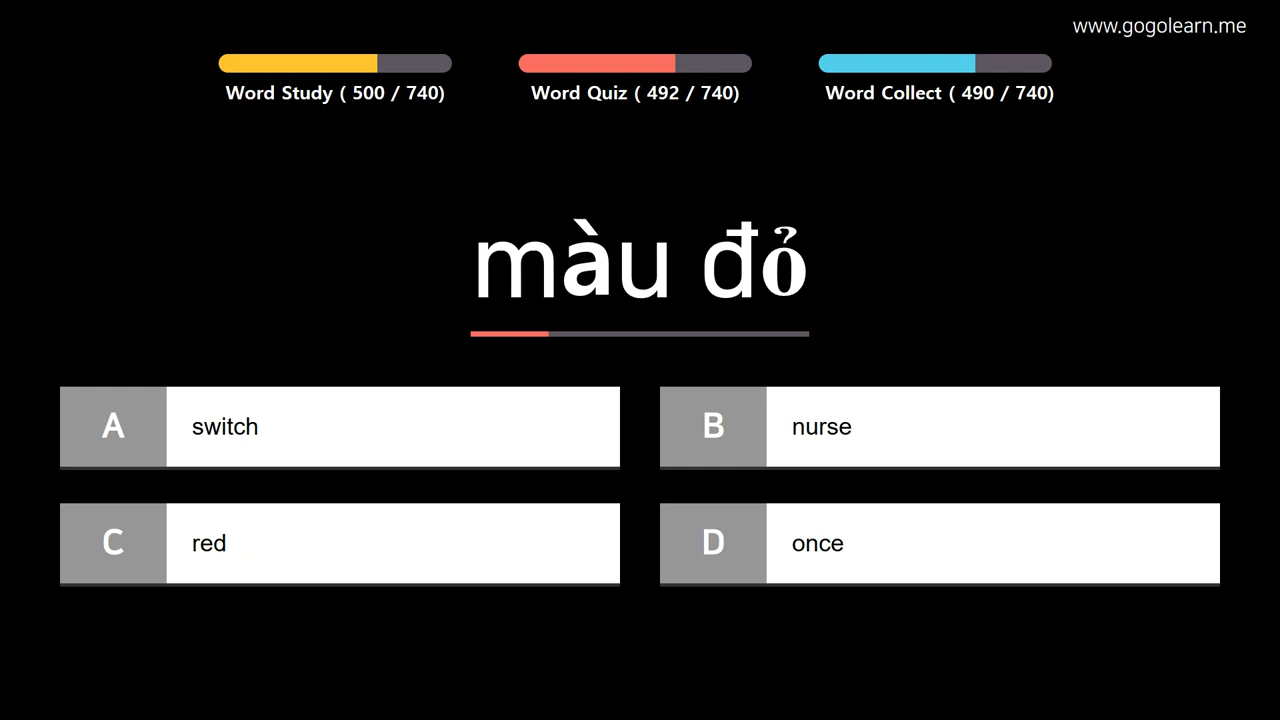 www.gogolearn.me
Word Study ( 500 / 740)
Word Quiz ( 492 / 740)
Word Collect ( 490 / 740)
màu đỏ
A switch
B nurse
C red
D once